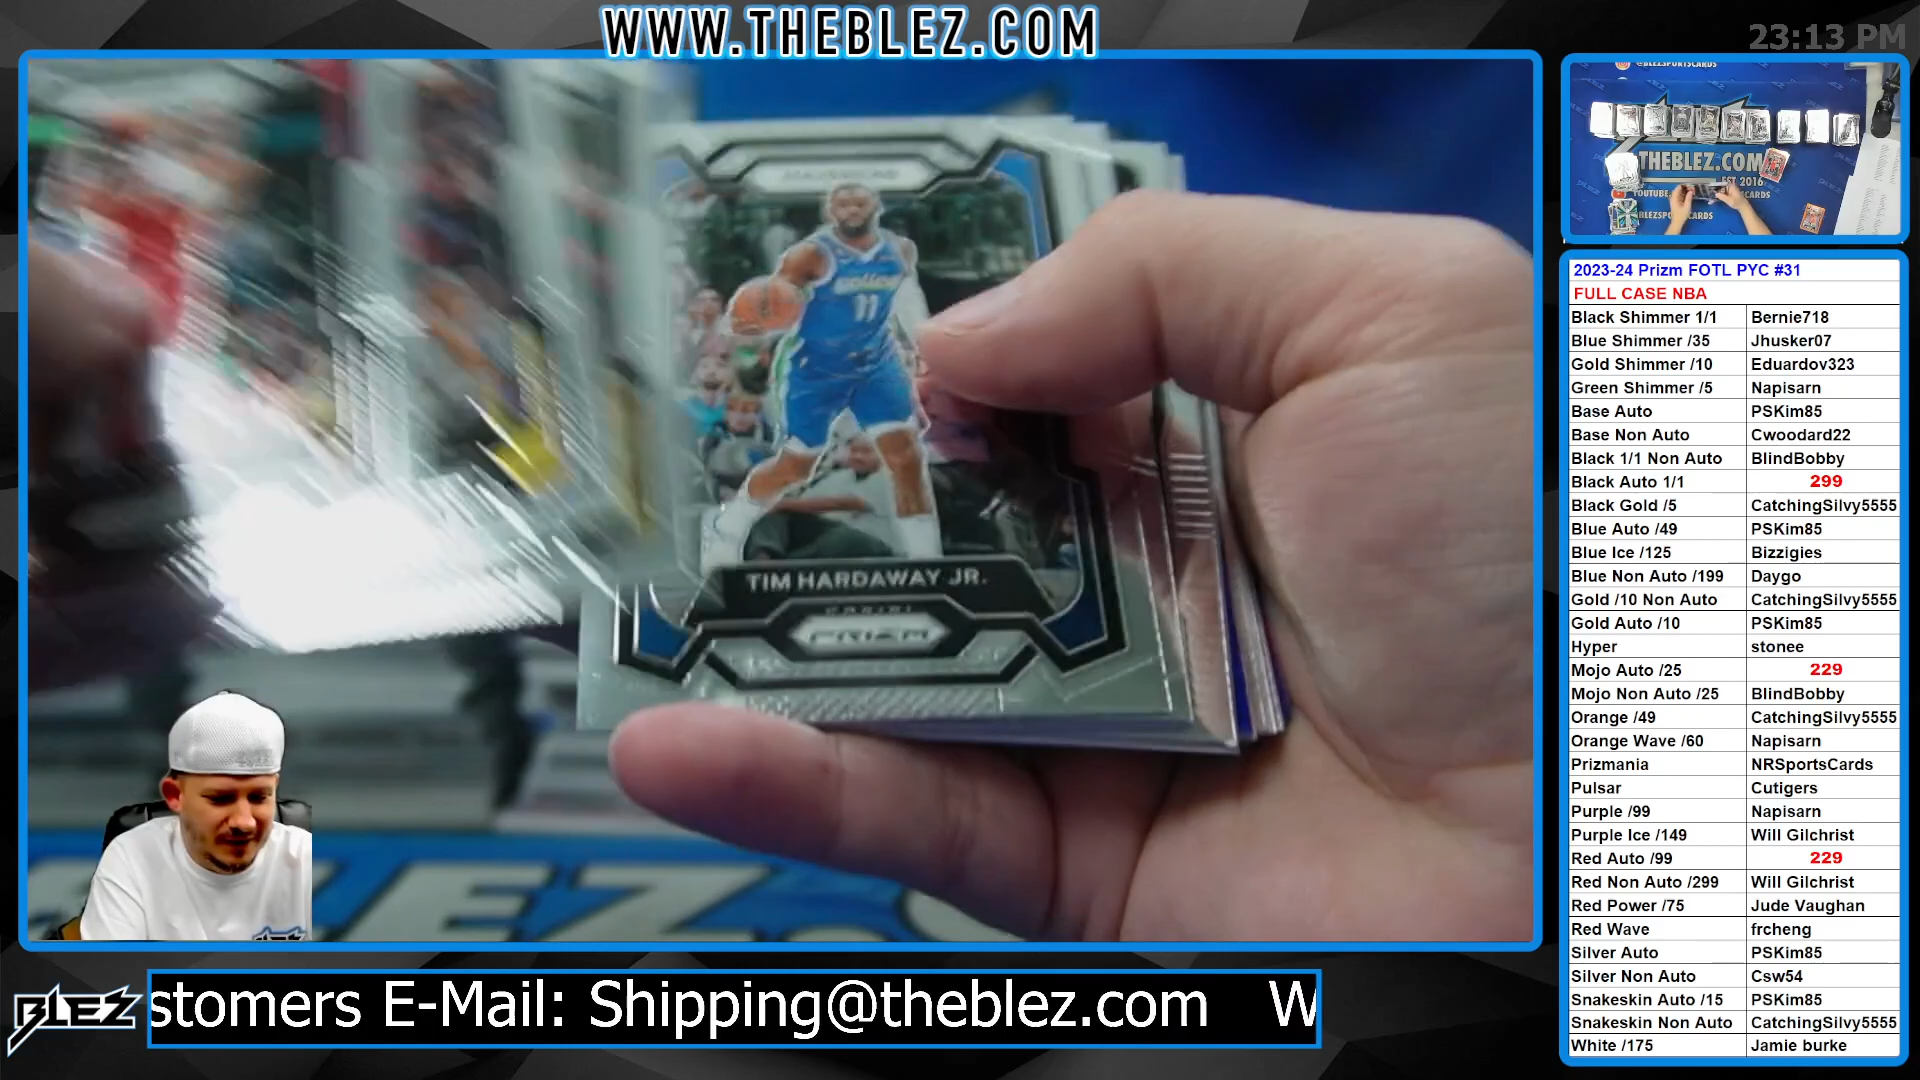 WWW.THEBLEZ.COM
23:13 PM
@BLEZSPORTSCARDS
THEBLEZ.COM
EST 2016
2023-24 Prizm FOTL PYC #31
FULL CASE NBA
Black Shimmer 1/1 Bernie718
Blue Shimmer /35 Jhusker07
Gold Shimmer /10 Eduardov323
Green Shimmer /5 Napisarn
Base Auto PSKim85
Base Non Auto Cwoodard22
Black 1/1 Non Auto BlindBobby
Black Auto 1/1 299
Black Gold /5 CatchingSilvy5555
Blue Auto /49 PSKim85
Blue Ice /125 Bizzigies
Blue Non Auto /199 Daygo
Gold /10 Non Auto CatchingSilvy5555
Gold Auto /10 PSKim85
Hyper stonee
Mojo Auto /25 229
Mojo Non Auto /25 BlindBobby
Orange /49 CatchingSilvy5555
Orange Wave /60 Napisarn
Prizmania NRSportsCards
Pulsar Cutigers
Purple /99 Napisarn
Purple Ice /149 Will Gilchrist
Red Auto /99 229
Red Non Auto /299 Will Gilchrist
Red Power /75 Jude Vaughan
Red Wave frcheng
Silver Auto PSKim85
Silver Non Auto Csw54
Snakeskin Auto /15 PSKim85
Snakeskin Non Auto CatchingSilvy5555
White /175 Jamie burke
MAVERICKS
11
TIM HARDAWAY JR.
PANINI
PRIZM
BLEZ
stomers E-Mail: Shipping@theblez.com W